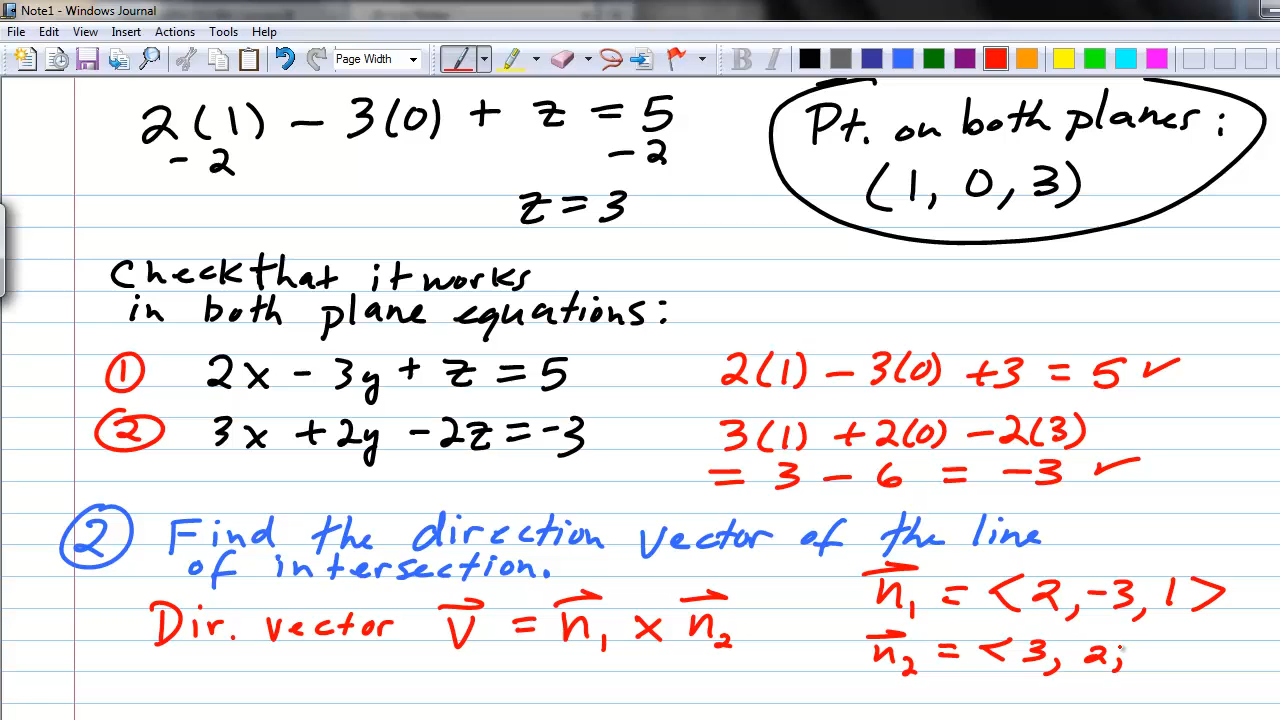 Note1 - Windows Journal
File Edit View Insert Actions Tools Help
Page Width
B I
2(1) - 3(0) + z = 5
-2 -2
z = 3
Pt. on both planes:
(1, 0, 3)
Check that it works
in both plane equations:
① 2x - 3y + z = 5 2(1) - 3(0) + 3 = 5 ✓
② 3x + 2y - 2z = -3 3(1) + 2(0) - 2(3)
= 3 - 6 = -3 ✓
② Find the direction vector of the line
of intersection.
n⃗₁ = <2, -3, 1>
Dir. vector v⃗ = n⃗₁ x n⃗₂
n⃗₂ = <3, 2,